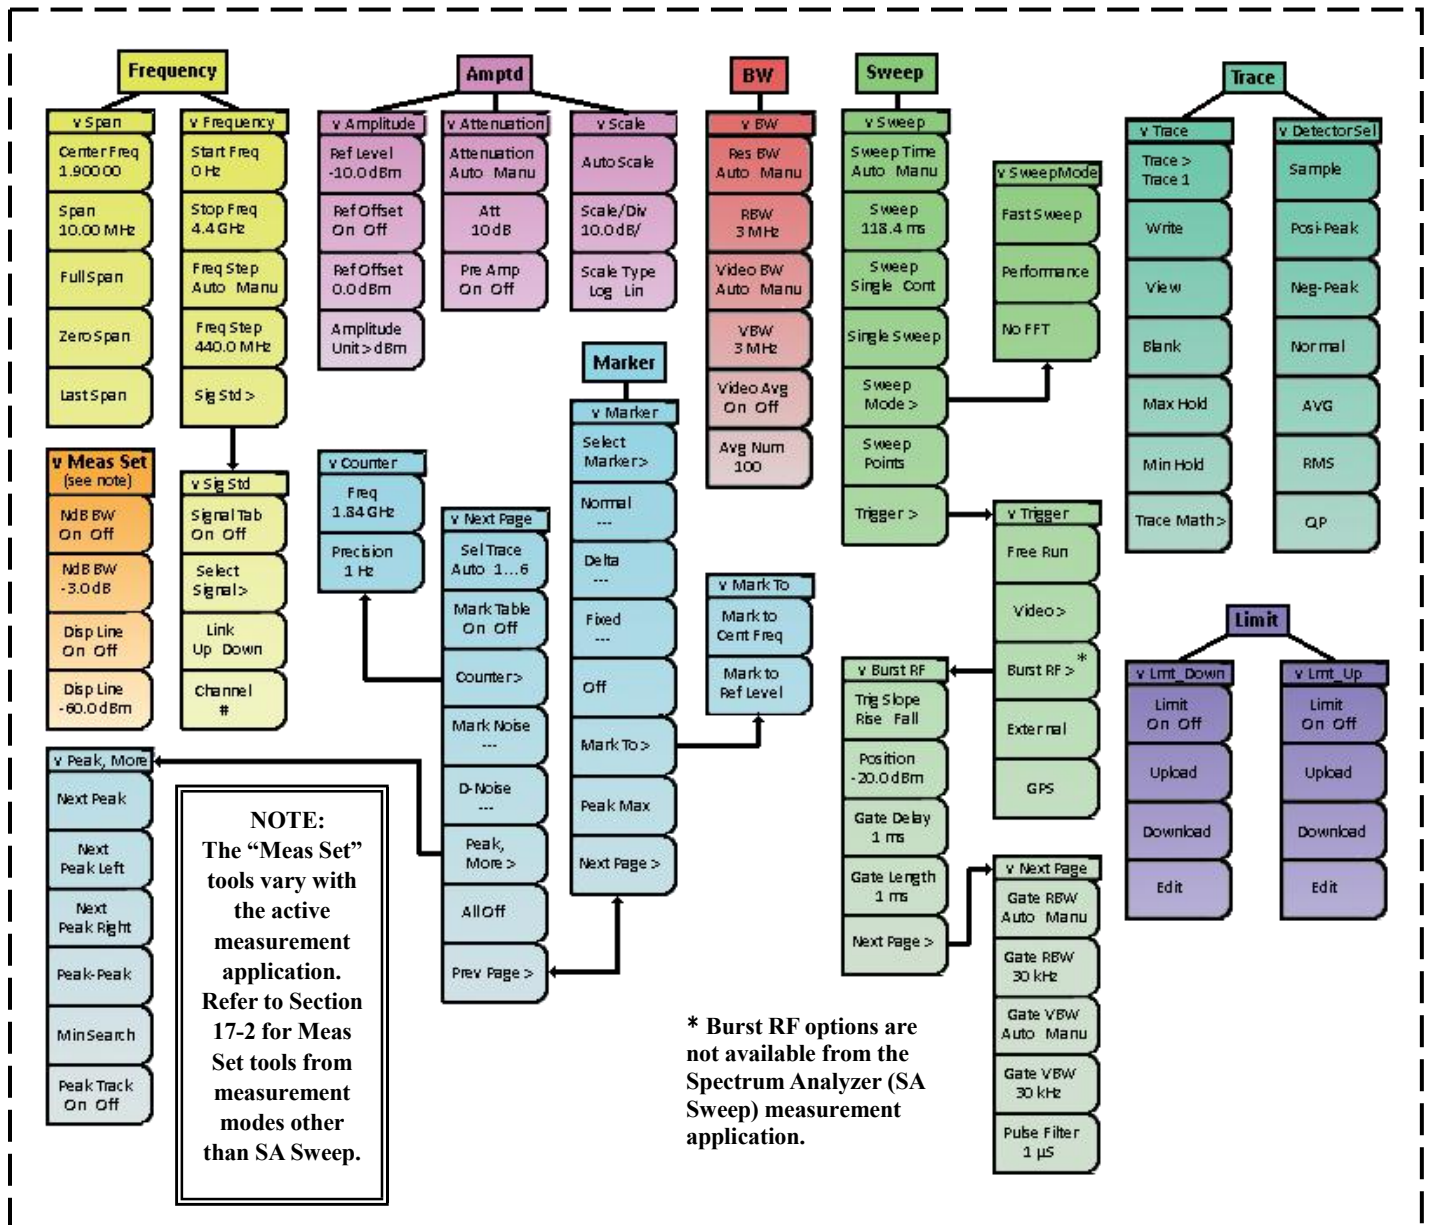 Frequency
v Span
Center Freq
1.90000
Span
10.00 MHz
Full Span
Zero Span
Last Span
v Frequency
Start Freq
0 Hz
Stop Freq
4.4 GHz
Freq Step
Auto Manu
Freq Step
440.0 MHz
Sig Std >
v Sig Std
Signal Tab
On Off
Select
Signal>
Link
Up Down
Channel
#
v Meas Set
(see note)
NdB BW
On Off
NdB BW
-3.0 dB
Disp Line
On Off
Disp Line
-60.0 dBm
Amptd
v Amplitude
Ref Level
-10.0 dBm
Ref Offset
On Off
Ref Offset
0.0 dBm
Amplitude
Unit > dBm
v Attenuation
Attenuation
Auto Manu
Att
10 dB
Pre Amp
On Off
v Scale
Auto Scale
Scale/Div
10.0 dB/
Scale Type
Log Lin
Marker
v Marker
Select
Marker>
Normal
---
Delta
---
Fixed
---
Off
Mark To>
Peak Max
Next Page >
v Mark To
Mark to
Cent Freq
Mark to
Ref Level
v Next Page
Sel Trace
Auto 1...6
Mark Table
On Off
Counter>
Mark Noise
---
D-Noise
---
Peak,
More >
All Off
Prev Page >
v Counter
Freq
1.84 GHz
Precision
1 Hz
v Peak, More
Next Peak
Next
Peak Left
Next
Peak Right
Peak-Peak
Min Search
Peak Track
On Off
NOTE:
The “Meas Set”
tools vary with
the active
measurement
application.
Refer to Section
17-2 for Meas
Set tools from
measurement
modes other
than SA Sweep.
BW
v BW
Res BW
Auto Manu
RBW
3 MHz
Video BW
Auto Manu
VBW
3 MHz
Video Avg
On Off
Avg Num
100
Sweep
v Sweep
Sweep Time
Auto Manu
Sweep
118.4 ms
Sweep
Single Cont
Single Sweep
Sweep
Mode >
Sweep
Points
Trigger >
v Sweep Mode
Fast Sweep
Performance
No FFT
v Trigger
Free Run
Video >
Burst RF > *
External
GPS
v Burst RF
Trig Slope
Rise Fall
Position
-20.0 dBm
Gate Delay
1 ms
Gate Length
1 ms
Next Page >
v Next Page
Gate RBW
Auto Manu
Gate RBW
30 kHz
Gate VBW
Auto Manu
Gate VBW
30 kHz
Pulse Filter
1 µS
* Burst RF options are
not available from the
Spectrum Analyzer (SA
Sweep) measurement
application.
Trace
v Trace
Trace >
Trace 1
Write
View
Blank
Max Hold
Min Hold
Trace Math >
v Detector Sel
Sample
Posi-Peak
Neg-Peak
Normal
AVG
RMS
QP
Limit
v Lmt_Down
Limit
On Off
Upload
Download
Edit
v Lmt_Up
Limit
On Off
Upload
Download
Edit